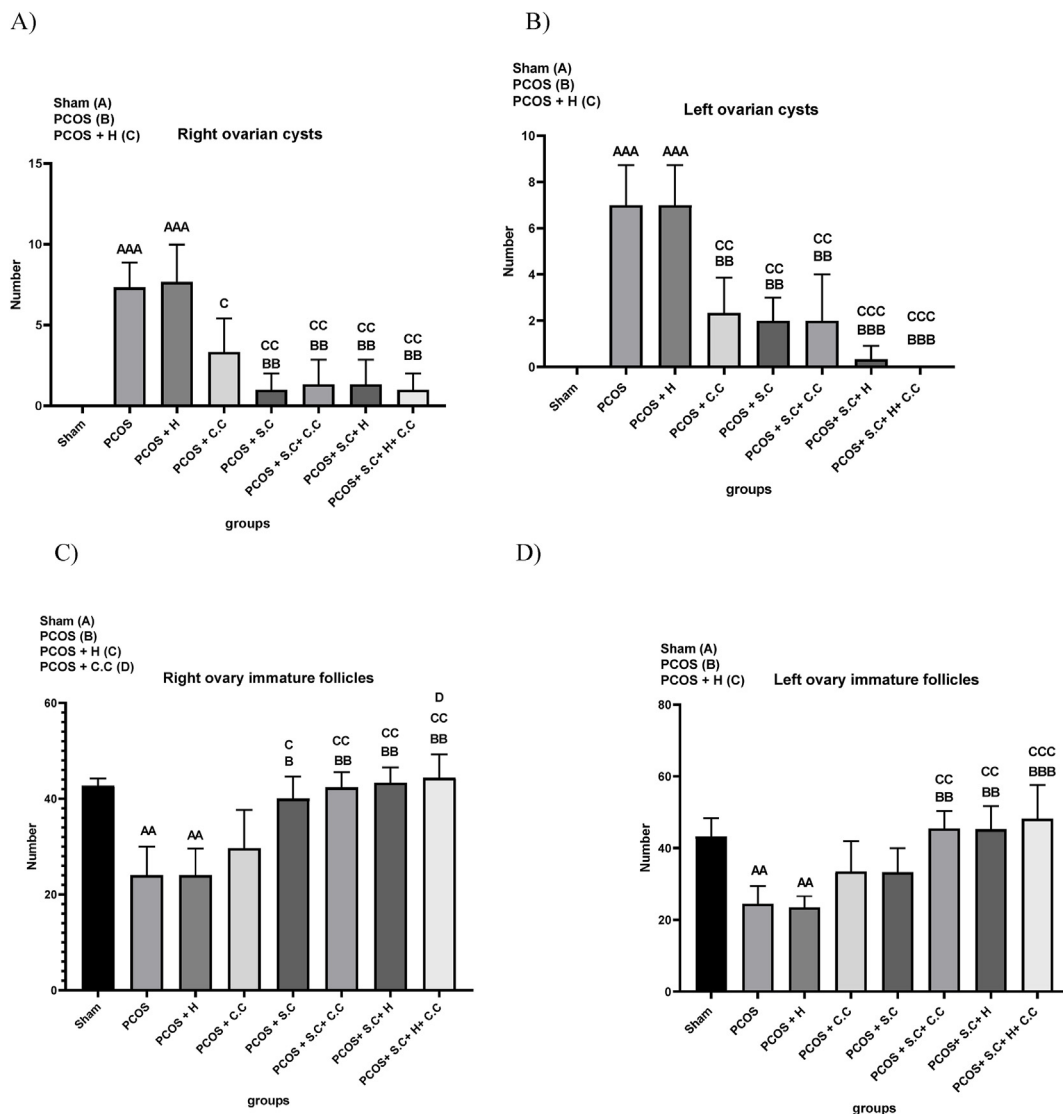 A)
Sham (A)
PCOS (B)
PCOS + H (C)
Right ovarian cysts
15
10
5
0
Number
AAA
AAA
C
CC
BB
CC
BB
CC
BB
CC
BB
Sham
PCOS
PCOS + H
PCOS + C.C
PCOS + S.C
PCOS + S.C+ C.C
PCOS+ S.C+ H
PCOS+ S.C+ H+ C.C
groups
B)
Sham (A)
PCOS (B)
PCOS + H (C)
Left ovarian cysts
10
8
6
4
2
0
Number
AAA
AAA
CC
BB
CC
BB
CC
BB
CCC
BBB
CCC
BBB
Sham
PCOS
PCOS + H
PCOS + C.C
PCOS + S.C
PCOS + S.C+ C.C
PCOS+ S.C+ H
PCOS+ S.C+ H+ C.C
groups
C)
Sham (A)
PCOS (B)
PCOS + H (C)
PCOS + C.C (D)
Right ovary immature follicles
60
40
20
0
Number
AA
AA
C
B
CC
BB
CC
BB
D
CC
BB
Sham
PCOS
PCOS + H
PCOS + C.C
PCOS + S.C
PCOS + S.C+ C.C
PCOS+ S.C+ H
PCOS+ S.C+ H+ C.C
groups
D)
Sham (A)
PCOS (B)
PCOS + H (C)
Left ovary immature follicles
80
60
40
20
0
Number
AA
AA
CC
BB
CC
BB
CCC
BBB
Sham
PCOS
PCOS + H
PCOS + C.C
PCOS + S.C
PCOS + S.C+ C.C
PCOS+ S.C+ H
PCOS+ S.C+ H+ C.C
groups